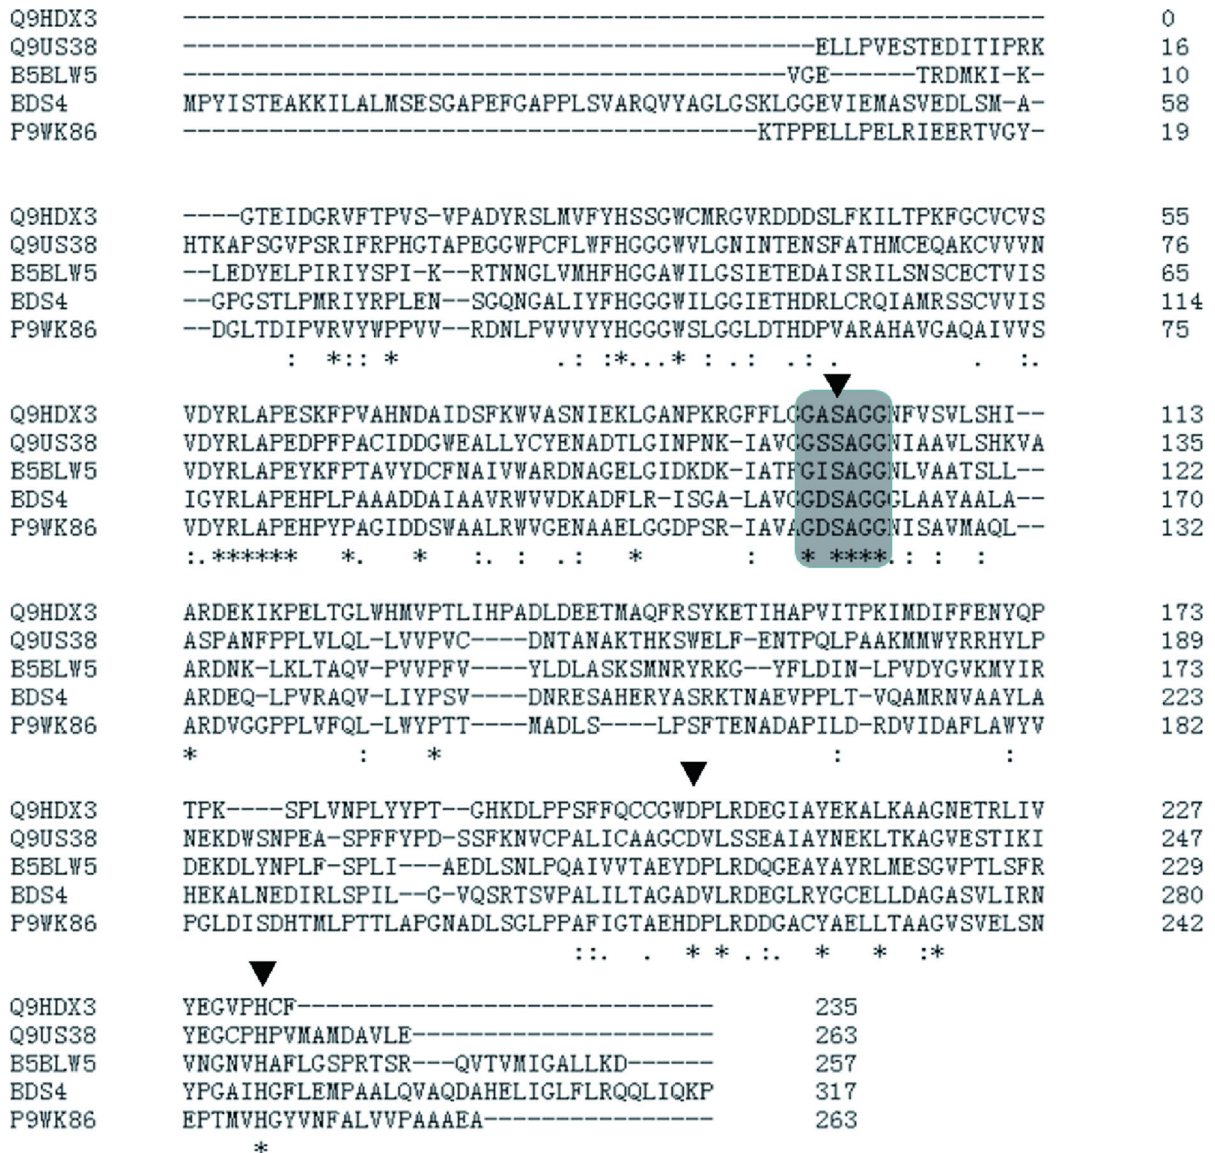 Q9HDX3 ------------------------------------------------------------ 0
Q9US38 --------------------------------------------ELLPVESTEDITIPRK 16
B5BLW5 ------------------------------------------VGE------TRDMKI-K- 10
BDS4 MPYISTEAKKILALMSESGAPEFGAPPLSVARQVYAGLGSKLGGEVIEMASVEDLSM-A- 58
P9WK86 ----------------------------------------KTPPELLPELRIEERTVGY- 19
Q9HDX3 ----GTEIDGRVFTPVS-VPADYRSLMVFYHSSGWCMRGVRDDDSLFKILTPKFGCVCVS 55
Q9US38 HTKAPSGVPSRIFRPHGTAPEGGWPCFLWFHGGGWVLGNINTENSFATHMCEQAKCVVVN 76
B5BLW5 --LEDYELPIRIYSPI-K--RTNNGLVMHFHGGAWILGSIETEDAISRILSNSCECTVIS 65
BDS4 --GPGSTLPMRIYRPLEN--SGQNGALIYFHGGGWILGGIETHDRLCRQIAMRSSCVVIS 114
P9WK86 --DGLTDIPVRVYWPPVV--RDNLPVVVYYHGGGWSLGGLDTHDPVARAHAVGAQAIVVS 75
: *:: * .: :*...* : .: .: . . :.
Q9HDX3 VDYRLAPESKFPVAHNDAIDSFKWVASNIEKLGANPKRGFFLGGASAGGNFVSVLSHI-- 113
Q9US38 VDYRLAPEDPFPACIDDGWEALLYCYENADTLGINPNK-IAVGGSSAGGNIAAVLSHKVA 135
B5BLW5 VDYRLAPEYKFPTAVYDCFNAIVWARDNAGELGIDKDK-IATFGISAGGNLVAATSLL-- 122
BDS4 IGYRLAPEHPLPAAADDAIAAVRWVVDKADFLR-ISGA-LAVGGDSAGGGLAAYAALA-- 170
P9WK86 VDYRLAPEHPYPAGIDDSWAALRWVGENAAELGGDPSR-IAVAGDSAGGNISAVMAQL-- 132
:.****** *. * :. : .: * : * ****.: : :
Q9HDX3 ARDEKIKPELTGLWHMVPTLIHPADLDEETMAQFRSYKETIHAPVITPKIMDIFFENYQP 173
Q9US38 ASPANFPPLVLQL-LVVPVC----DNTANAKTHKSWELF-ENTPQLPAAKMMWYRRHYLP 189
B5BLW5 ARDNK-LKLTAQV-PVVPFV----YLDLASKSMNRYRKG--YFLDIN-LPVDYGVKMYIR 173
BDS4 ARDEQ-LPVRAQV-LIYPSV----DNRESAHERYASRKTNAEVPPLT-VQAMRNVAAYLA 223
P9WK86 ARDVGGPPLVFQL-LWYPTT----MADLS----LPSFTENADAPILD-RDVIDAFLAWYV 182
* : * : :
Q9HDX3 TPK----SPLVNPLYYPT--GHKDLPPSFFQCCGWDPLRDEGIAYEKALKAAGNETRLIV 227
Q9US38 NEKDWSNPEA-SPFFYPD-SSFKNVCPALICAAGCDVLSSEAIAYNEKLTKAGVESTIKI 247
B5BLW5 DEKDLYNPLF-SPLI---AEDLSNLPQAIVVTAEYDPLRDQGEAYAYRLMESGVPTLSFR 229
BDS4 HEKALNEDIRLSPIL--G-VQSRTSVPALILTAGADVLRDEGLRYGCELLDAGASVLIRN 280
P9WK86 PGLDISDHTMLPTTLAPGNADLSGLPPAFIGTAEHDPLRDDGACYAELLTAAGVSVELSN 242
::. . * * .:. * * :*
Q9HDX3 YEGVPHCF----------------------------- 235
Q9US38 YEGCPHPVMAMDAVLE--------------------- 263
B5BLW5 VNGNVHAFLGSPRTSR---QVTVMIGALLKD------ 257
BDS4 YPGAIHGFLEMPAALQVAQDAHELIGLFLRQQLIQKP 317
P9WK86 EPTMVHGYVNFALVVPAAAEA---------------- 263
*